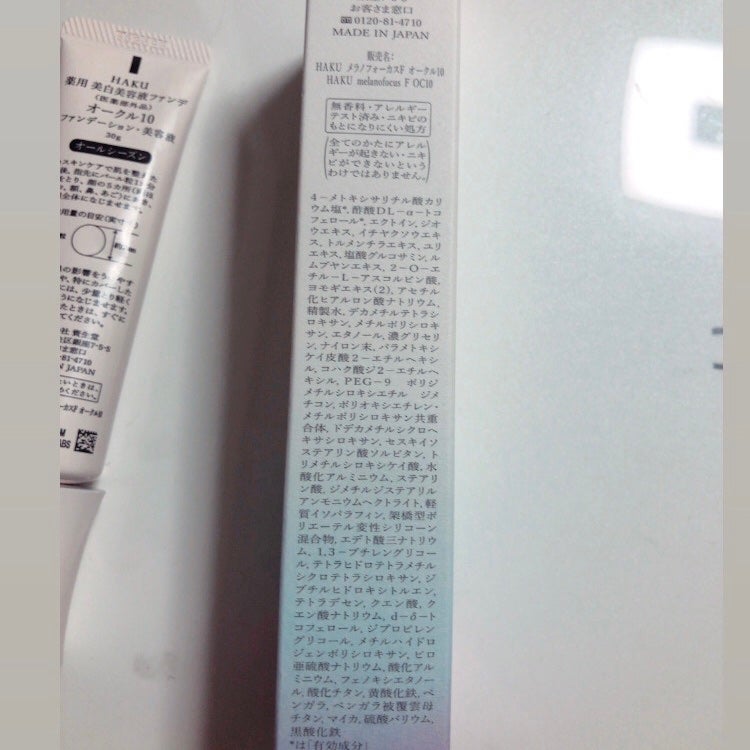 HAKU
薬用 美白美容液ファンデ
(医薬部外品)
オークル10
ファンデーション・美容液
30g
オールシーズン
7-5-5
81-4710
N JAPAN
お客さま窓口
0120-81-4710
MADE IN JAPAN
販売名:
HAKU メラノフォーカスF オークル10
HAKU melanofocus F OC10
無香料・アレルギー
テスト済み・ニキビの
もとになりにくい処方
全てのかたにアレル
ギーが起きない・ニキ
ビができないという
わけではありません。
4-メトキシサリチル酸カリ
ウム塩*, 酢酸DL-α-トコ
フェロール*, エクトイン, ジオ
ウエキス, イチヤクソウエキ
ス, トルメンチラエキス, ユリ
エキス, 塩酸グルコサミン, ル
ムプヤンエキス, 2-O-エ
チル-L-アスコルビン酸,
ヨモギエキス(2), アセチル
化ヒアルロン酸ナトリウム,
精製水, デカメチルテトラシ
ロキサン, メチルポリシロキ
サン, エタノール, 濃グリセリ
ン, ナイロン末, パラメトキシ
ケイ皮酸2-エチルヘキシ
ル, コハク酸ジ2-エチルヘ
キシル, PEG-9 ポリジ
メチルシロキシエチル ジメ
チコン, ポリオキシエチレン・
メチルポリシロキサン共重
合体, ドデカメチルシクロヘ
キサシロキサン, セスキイソ
ステアリン酸ソルビタン, ト
リメチルシロキシケイ酸, 水
酸化アルミニウム, ステアリ
ン酸, ジメチルジステアリル
アンモニウムヘクトライト, 軽
質イソパラフィン, 架橋型ポ
リエーテル変性シリコーン
混合物, エデト酸三ナトリウ
ム, 1,3-ブチレングリコー
ル, テトラヒドロテトラメチル
シクロテトラシロキサン, ジ
ブチルヒドロキシトルエン,
テトラデセン, クエン酸, ク
エン酸ナトリウム, d-δ-ト
コフェロール, ジプロピレン
グリコール, メチルハイドロ
ジェンポリシロキサン, ピロ
亜硫酸ナトリウム, 酸化アル
ミニウム, フェノキシエタノー
ル, 酸化チタン, 黄酸化鉄, ベ
ンガラ, ベンガラ被覆雲母
チタン, マイカ, 硫酸バリウム,
黒酸化鉄
*は「有効成分」